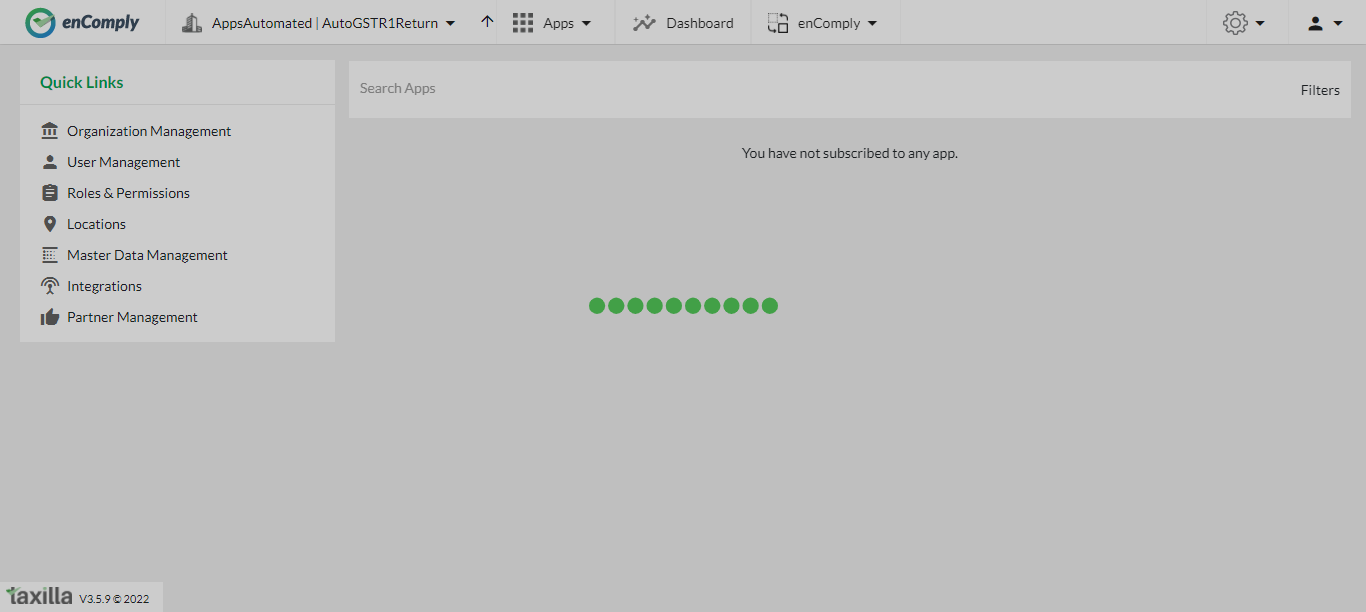 enComply
AppsAutomated | AutoGSTR1Return
Apps
Dashboard
enComply
Quick Links
Organization Management
User Management
Roles & Permissions
Locations
Master Data Management
Integrations
Partner Management
Search Apps
Filters
You have not subscribed to any app.
taxilla V3.5.9 © 2022